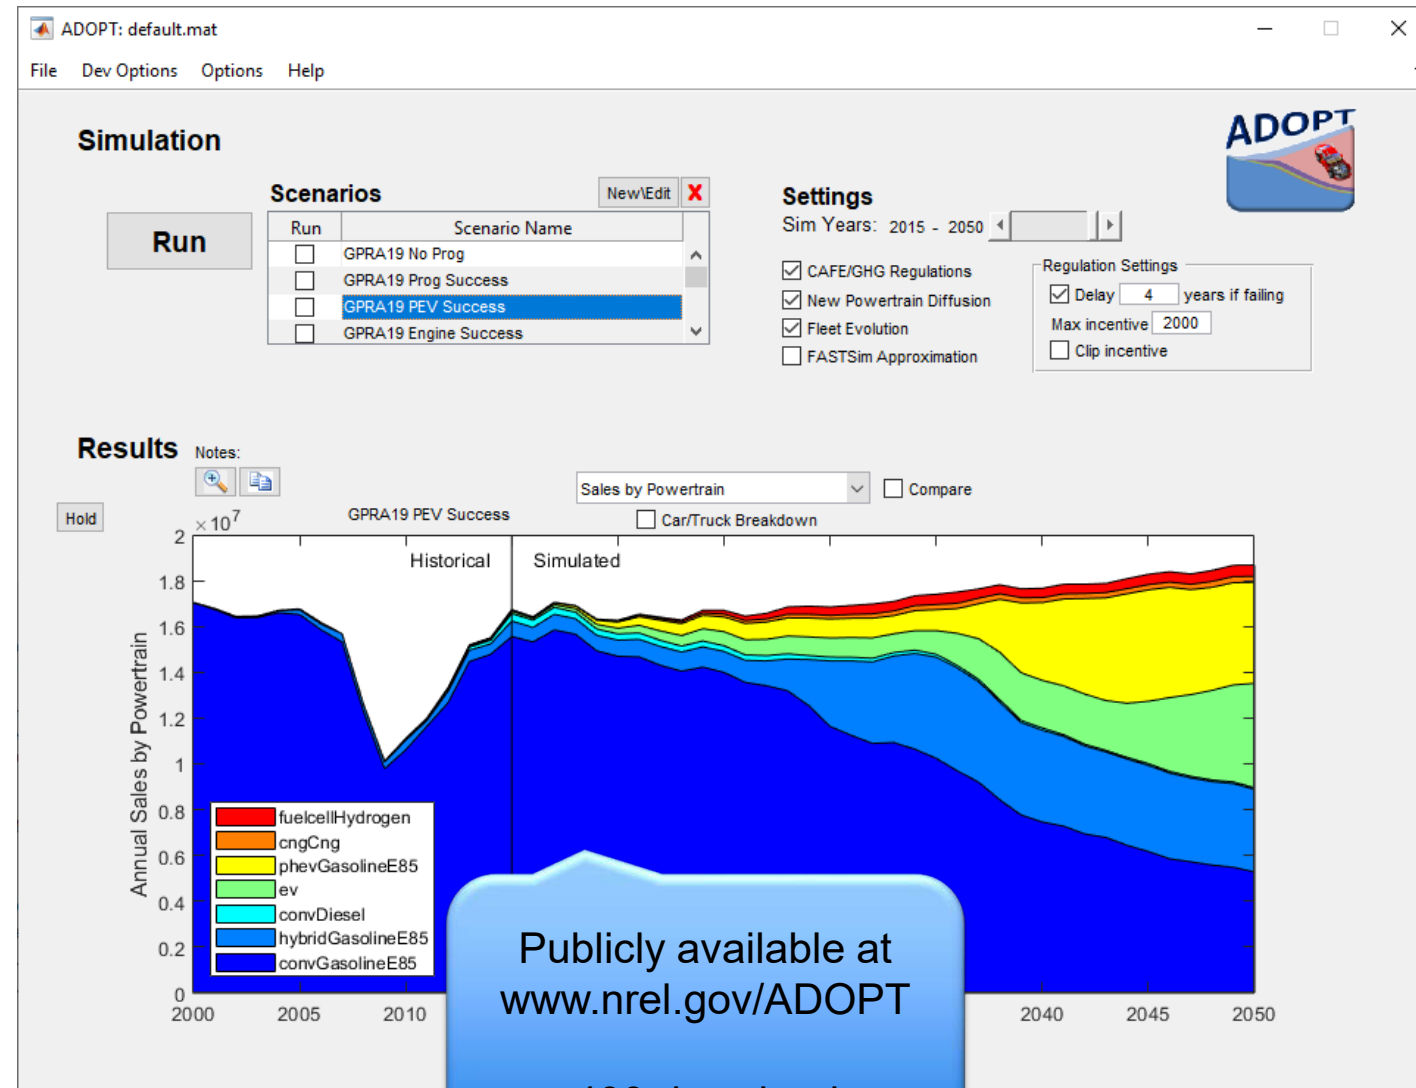 ADOPT: default.mat
File Dev Options Options Help
ADOPT
Simulation
Run
Scenarios
New\Edit X
Run Scenario Name
GPRA19 No Prog
GPRA19 Prog Success
GPRA19 PEV Success
GPRA19 Engine Success
Settings
Sim Years: 2015 - 2050
CAFE/GHG Regulations
New Powertrain Diffusion
Fleet Evolution
FASTSim Approximation
Regulation Settings
Delay 4 years if failing
Max incentive 2000
Clip incentive
Results Notes:
Sales by Powertrain
Compare
Hold
×10^7
GPRA19 PEV Success
Car/Truck Breakdown
Historical
Simulated
Annual Sales by Powertrain
2
1.8
1.6
1.4
1.2
1
0.8
0.6
0.4
0.2
0
fuelcellHydrogen
cngCng
phevGasolineE85
ev
convDiesel
hybridGasolineE85
convGasolineE85
2000 2005 2010 2040 2045 2050
Publicly available at
www.nrel.gov/ADOPT